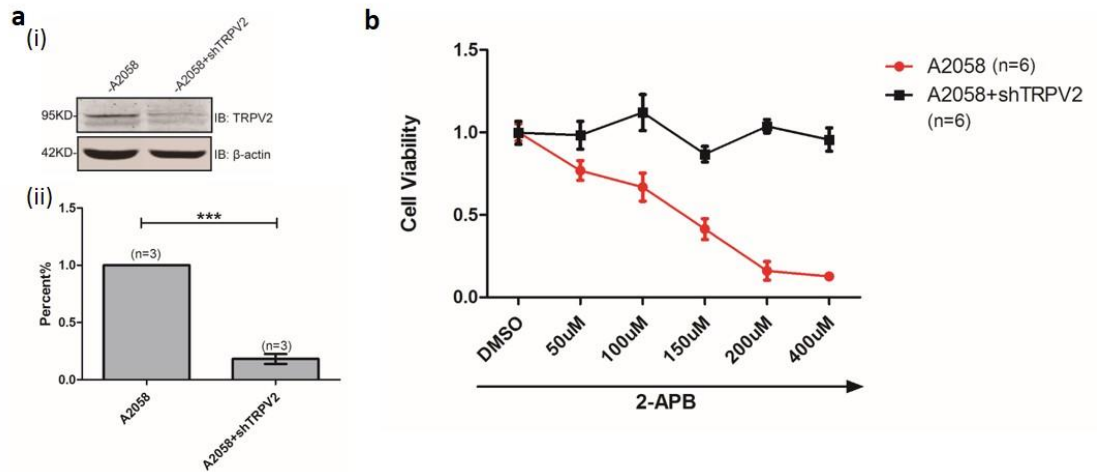 a
(i)
-A2058
-A2058+shTRPV2
95KD-
IB: TRPV2
42KD-
IB: β-actin
(ii)
1.5
1.0
0.5
0.0
Percent%
***
(n=3)
(n=3)
A2058
A2058+shTRPV2
b
1.5
1.0
0.5
0.0
Cell Viability
DMSO
50uM
100uM
150uM
200uM
400uM
2-APB
A2058 (n=6)
A2058+shTRPV2
(n=6)